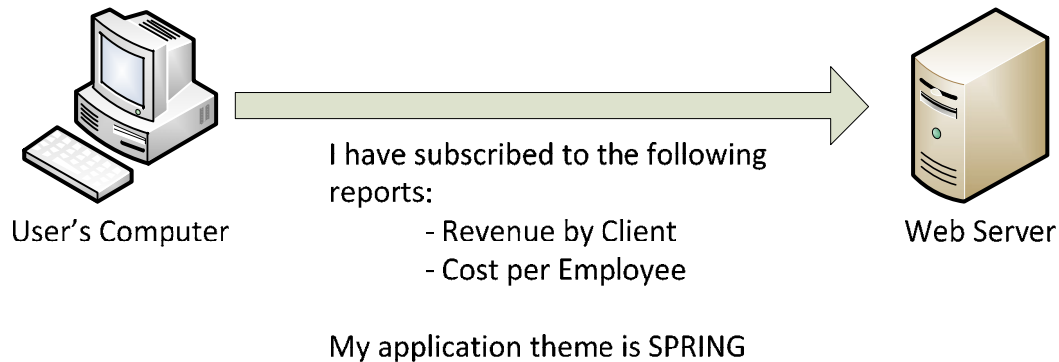 I have subscribed to the following
reports:
- Revenue by Client
- Cost per Employee
My application theme is SPRING
User's Computer
Web Server